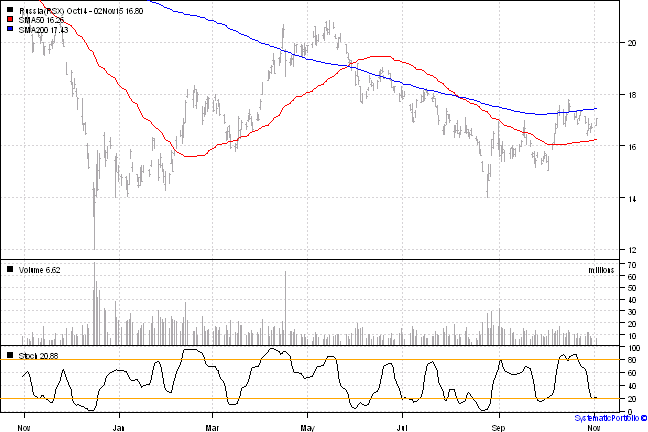 Russia(RSX) Oct14 - 02Nov15 16.80
SMA50 16.26
SMA200 17.43
20
18
16
14
12
Volume 6.62
millions
70
60
50
40
30
20
10
Stoch 20.88
100
80
60
40
20
0
Nov
Jan
Mar
May
Jul
Sep
Nov
SystematicPortfolio ©